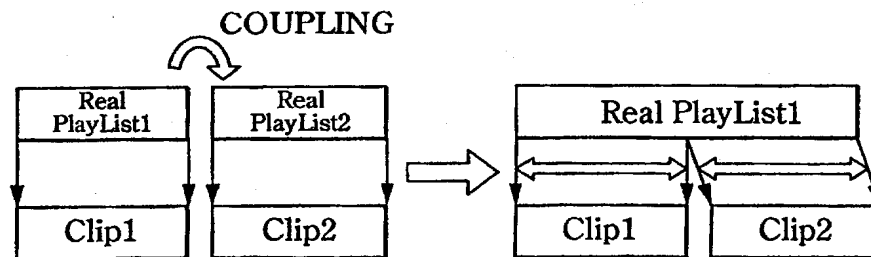 COUPLING
Real
PlayList1
Real
PlayList2
Real PlayList1
Clip1
Clip2
Clip1
Clip2